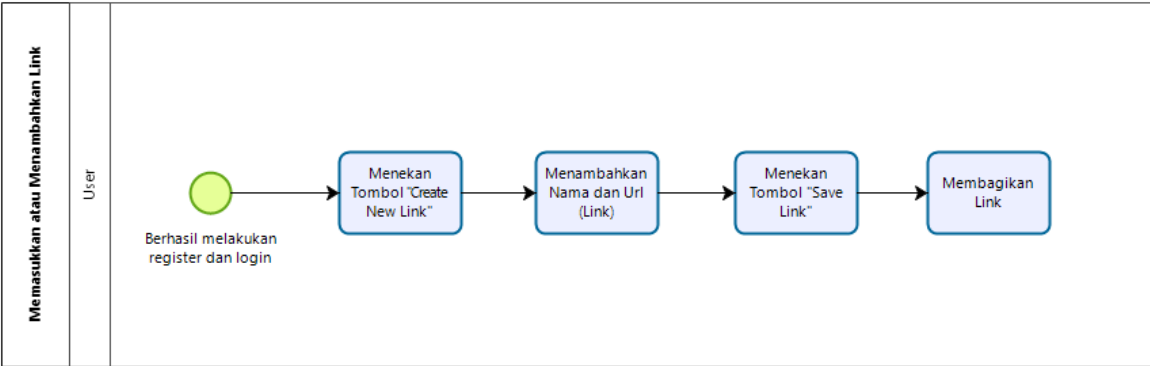 Memasukkan atau Menambahkan Link
User
Berhasil melakukan
register dan login
Menekan
Tombol "Create
New Link"
Menambahkan
Nama dan Url
(Link)
Menekan
Tombol "Save
Link"
Membagikan
Link